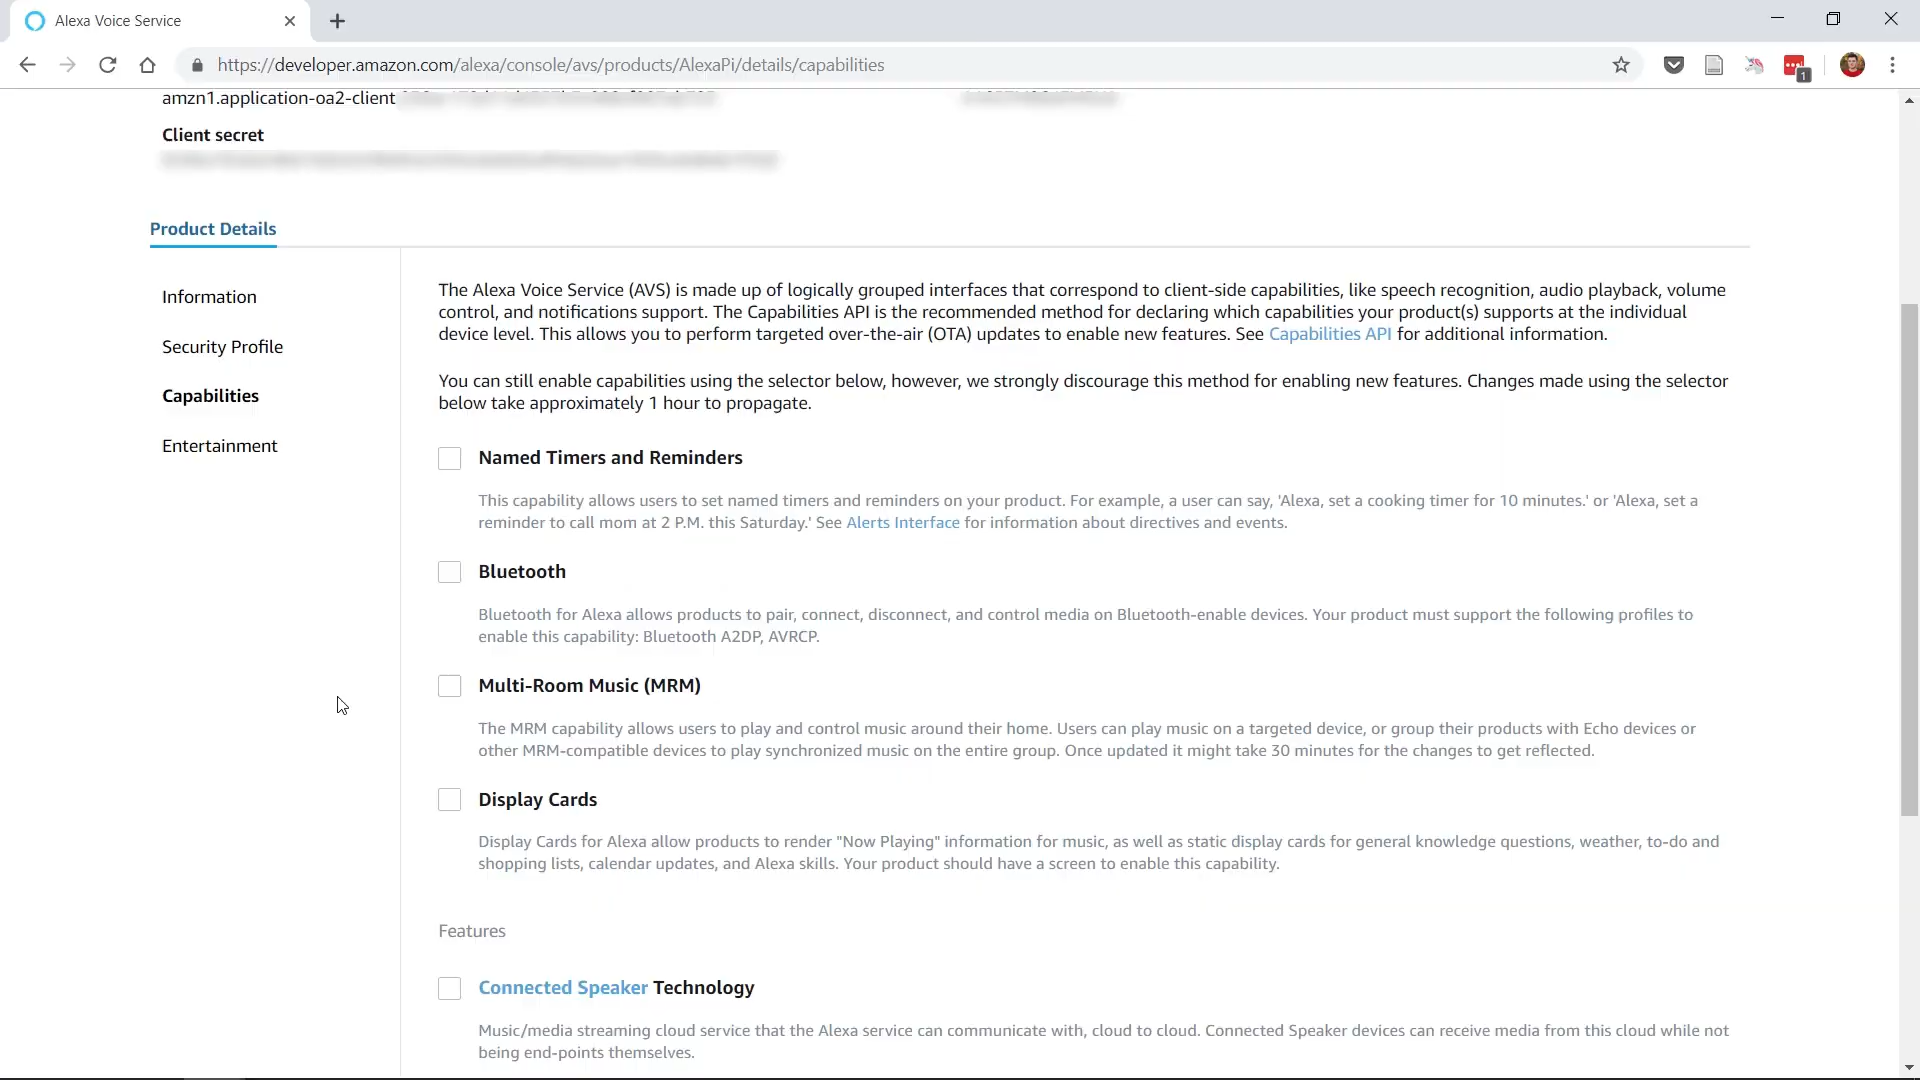 Alexa Voice Service
https://developer.amazon.com/alexa/console/avs/products/AlexaPi/details/capabilities
1
amzn1.application-oa2-client
Client secret
Product Details
Information
Security Profile
Capabilities
Entertainment
The Alexa Voice Service (AVS) is made up of logically grouped interfaces that correspond to client-side capabilities, like speech recognition, audio playback, volume
control, and notifications support. The Capabilities API is the recommended method for declaring which capabilities your product(s) supports at the individual
device level. This allows you to perform targeted over-the-air (OTA) updates to enable new features. See Capabilities API for additional information.
You can still enable capabilities using the selector below, however, we strongly discourage this method for enabling new features. Changes made using the selector
below take approximately 1 hour to propagate.
Named Timers and Reminders
This capability allows users to set named timers and reminders on your product. For example, a user can say, 'Alexa, set a cooking timer for 10 minutes.' or 'Alexa, set a
reminder to call mom at 2 P.M. this Saturday.' See Alerts Interface for information about directives and events.
Bluetooth
Bluetooth for Alexa allows products to pair, connect, disconnect, and control media on Bluetooth-enable devices. Your product must support the following profiles to
enable this capability: Bluetooth A2DP, AVRCP.
Multi-Room Music (MRM)
The MRM capability allows users to play and control music around their home. Users can play music on a targeted device, or group their products with Echo devices or
other MRM-compatible devices to play synchronized music on the entire group. Once updated it might take 30 minutes for the changes to get reflected.
Display Cards
Display Cards for Alexa allow products to render "Now Playing" information for music, as well as static display cards for general knowledge questions, weather, to-do and
shopping lists, calendar updates, and Alexa skills. Your product should have a screen to enable this capability.
Features
Connected Speaker Technology
Music/media streaming cloud service that the Alexa service can communicate with, cloud to cloud. Connected Speaker devices can receive media from this cloud while not
being end-points themselves.